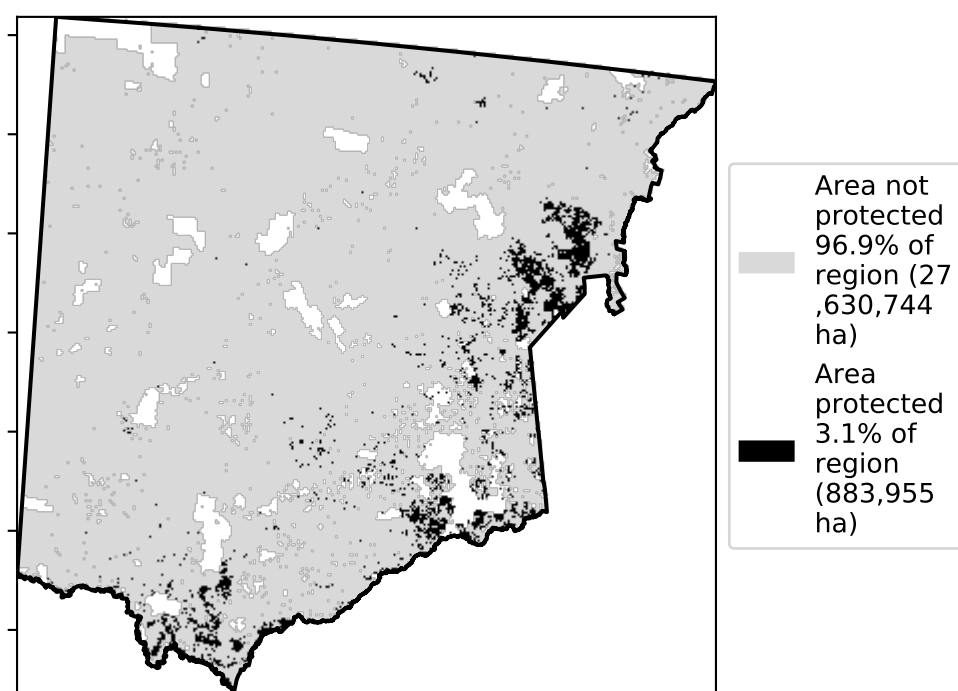 Area not
protected
96.9% of
region (27
,630,744
ha)
Area
protected
3.1% of
region
(883,955
ha)